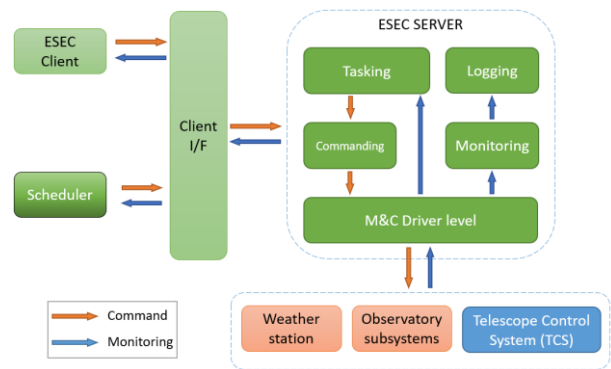 ESEC SERVER
ESEC
Client
Tasking
Logging
Client
I/F
Commanding
Monitoring
Scheduler
M&C Driver level
Command
Monitoring
Weather
station
Observatory
subsystems
Telescope Control
System (TCS)